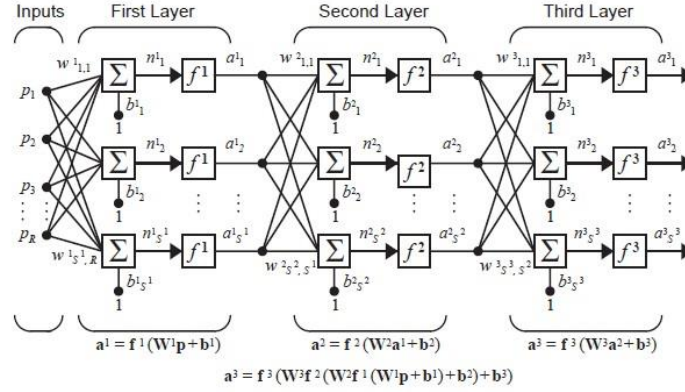 Inputs First Layer Second Layer Third Layer
w¹₁,₁ n¹₁ f¹ a¹₁ w²₁,₁ n²₁ f² a²₁ w³₁,₁ n³₁ f³ a³₁
p₁ Σ Σ Σ
b¹₁ b²₁ b³₁
1 1 1
p₂ n¹₂ f¹ a¹₂ n²₂ f² a²₂ n³₂ f³ a³₂
Σ Σ Σ
p₃ b¹₂ b²₂ b³₂
1 1 1
p_R n¹_S¹ f¹ a¹_S¹ n²_S² f² a²_S² n³_S³ f³ a³_S³
Σ Σ Σ
w¹_S¹,R w²_S²,S¹ w³_S³,S²
b¹_S¹ b²_S² b³_S³
1 1 1
a¹ = f¹ (W¹p + b¹) a² = f² (W²a¹ + b²) a³ = f³ (W³a² + b³)
a³ = f³ (W³f² (W²f¹ (W¹p + b¹) + b²) + b³)